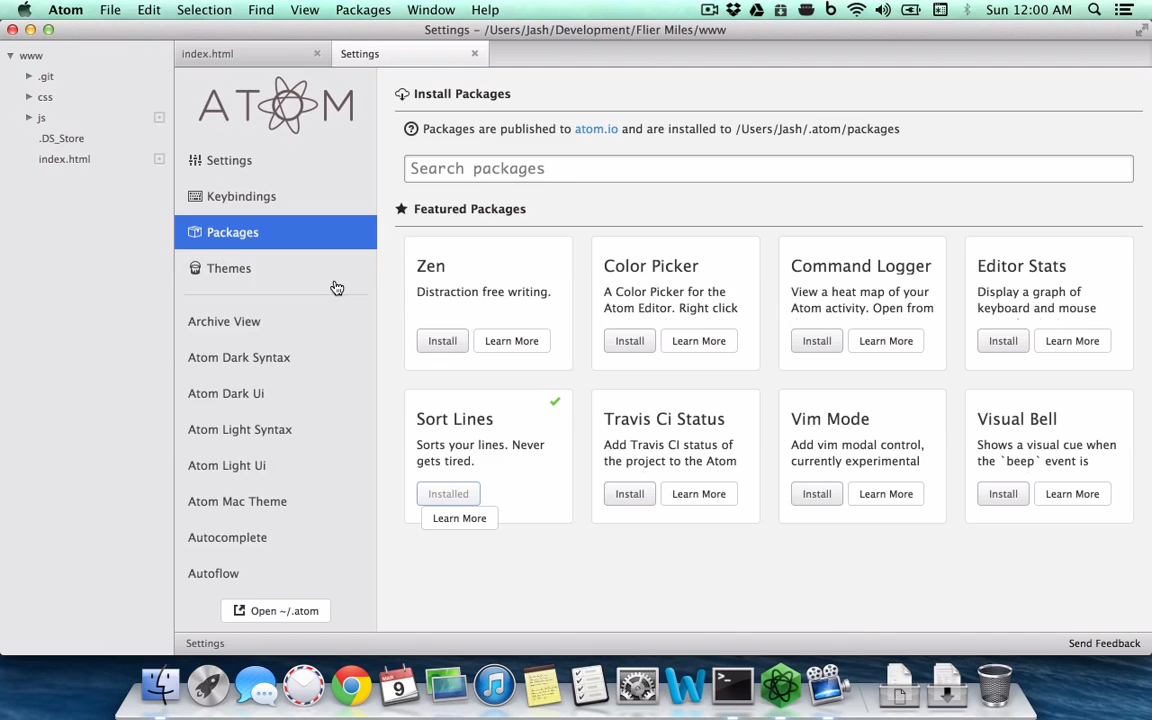 Atom File Edit Selection Find View Packages Window Help Sun 12:00 AM
Settings - /Users/Jash/Development/Flier Miles/www
www
.git
css
js
.DS_Store
index.html
index.html
Settings
ATOM
Settings
Keybindings
Packages
Themes
Archive View
Atom Dark Syntax
Atom Dark Ui
Atom Light Syntax
Atom Light Ui
Atom Mac Theme
Autocomplete
Autoflow
Open ~/.atom
Install Packages
Packages are published to atom.io and are installed to /Users/Jash/.atom/packages
Search packages
Featured Packages
Zen
Distraction free writing.
Install Learn More
Color Picker
A Color Picker for the
Atom Editor. Right click
Install Learn More
Command Logger
View a heat map of your
Atom activity. Open from
Install Learn More
Editor Stats
Display a graph of
keyboard and mouse
Install Learn More
Sort Lines
Sorts your lines. Never
gets tired.
Installed
Learn More
Travis Ci Status
Add Travis CI status of
the project to the Atom
Install Learn More
Vim Mode
Add vim modal control,
currently experimental
Install Learn More
Visual Bell
Shows a visual cue when
the `beep` event is
Install Learn More
Settings
Send Feedback
9